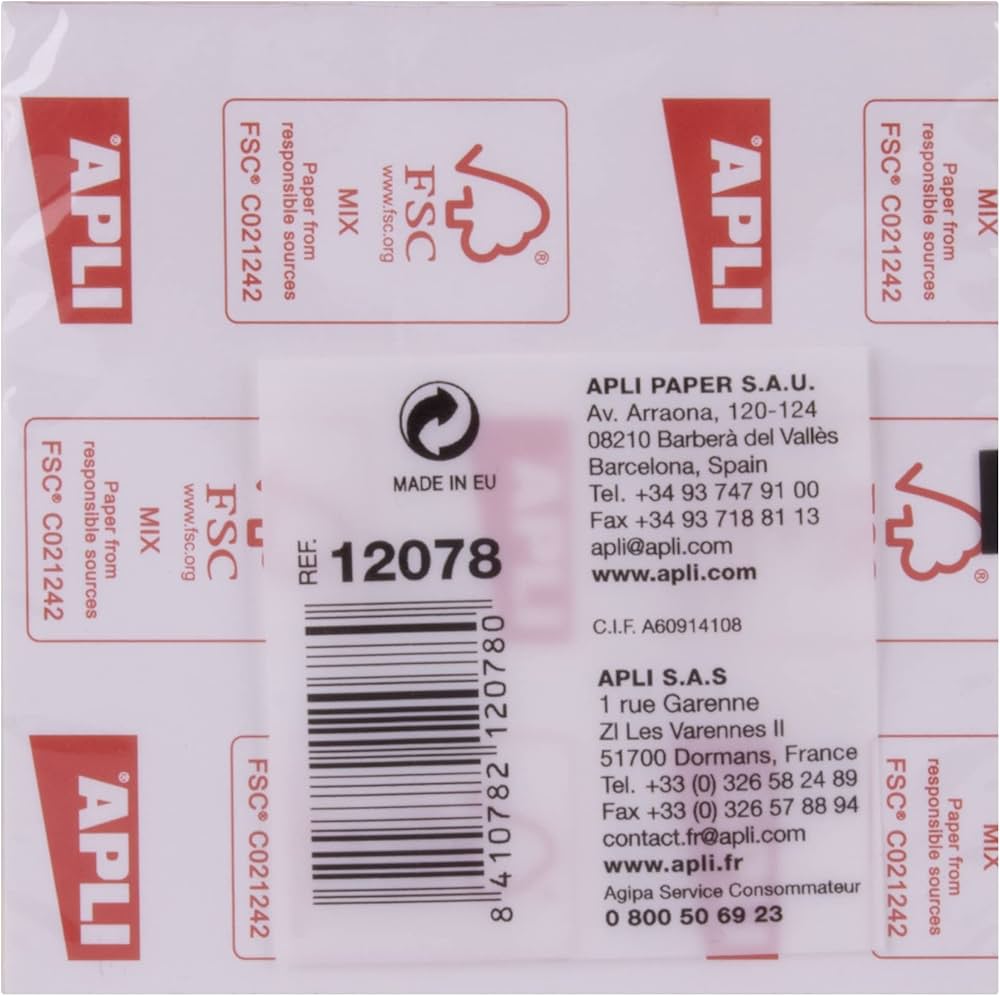 APLI®
FSC® C021242
responsible sources
Paper from
MIX
www.fsc.org
FSC
®
APLI®
FSC® C021242
responsible sources
Paper from
MIX
FSC® C021242
responsible sources
Paper from
MIX
www.fsc.org
FSC
®
MADE IN EU
REF. 12078
8 410782 120780
APLI
APLI PAPER S.A.U.
Av. Arraona, 120-124
08210 Barberà del Vallès
Barcelona, Spain
Tel. +34 93 747 91 00
Fax +34 93 718 81 13
apli@apli.com
www.apli.com
C.I.F. A60914108
APLI S.A.S
1 rue Garenne
ZI Les Varennes II
51700 Dormans, France
Tel. +33 (0) 326 58 24 89
Fax +33 (0) 326 57 88 94
contact.fr@apli.com
www.apli.fr
Agipa Service Consommateur
0 800 50 69 23
APLI®
FSC® C021242
FSC® C021242
responsible sources
Paper from
MIX